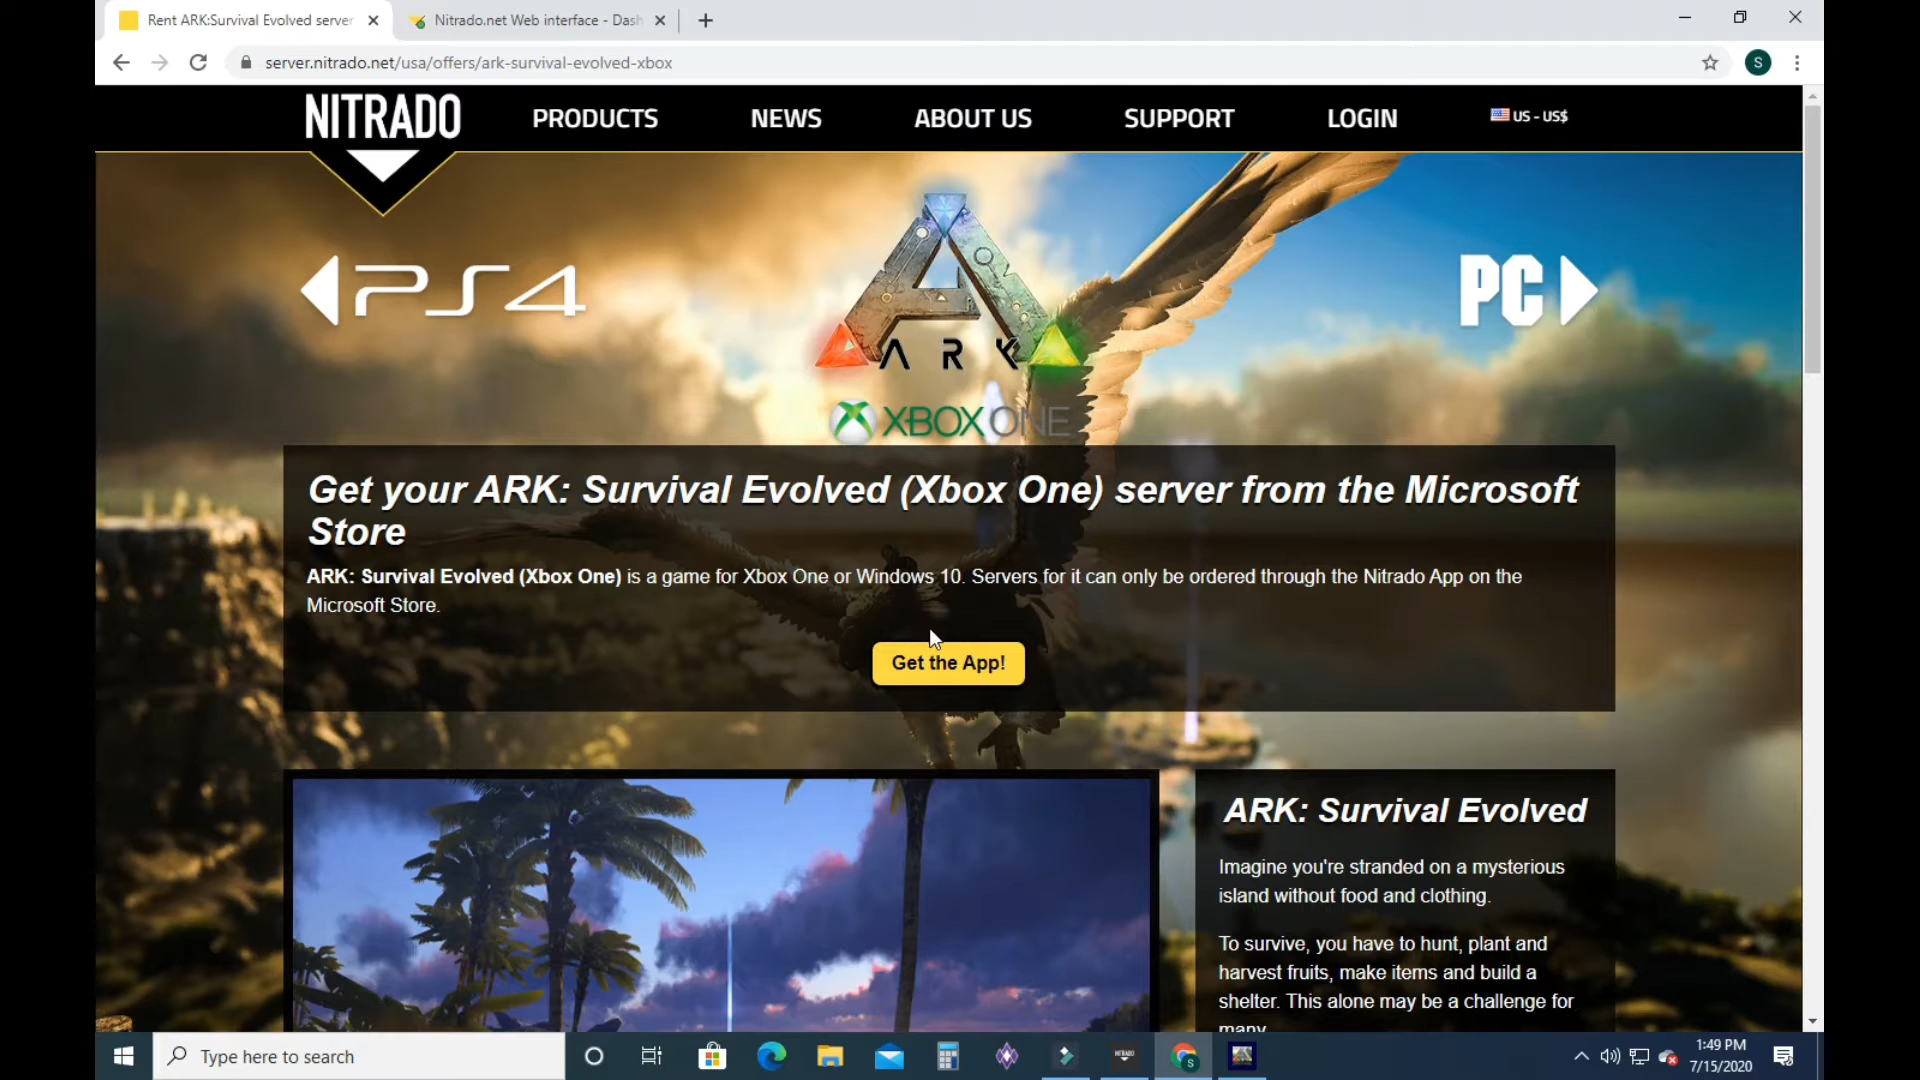 Rent ARK:Survival Evolved server
Nitrado.net Web interface - Dash
server.nitrado.net/usa/offers/ark-survival-evolved-xbox
S
NITRADO
PRODUCTS
NEWS
ABOUT US
SUPPORT
LOGIN
US - US$
PS4
ARK
PC
XBOX ONE
Get your ARK: Survival Evolved (Xbox One) server from the Microsoft
Store
ARK: Survival Evolved (Xbox One) is a game for Xbox One or Windows 10. Servers for it can only be ordered through the Nitrado App on the
Microsoft Store.
Get the App!
ARK: Survival Evolved
Imagine you're stranded on a mysterious
island without food and clothing.
To survive, you have to hunt, plant and
harvest fruits, make items and build a
shelter. This alone may be a challenge for
many
Type here to search
NITRADO
S
1:49 PM
7/15/2020